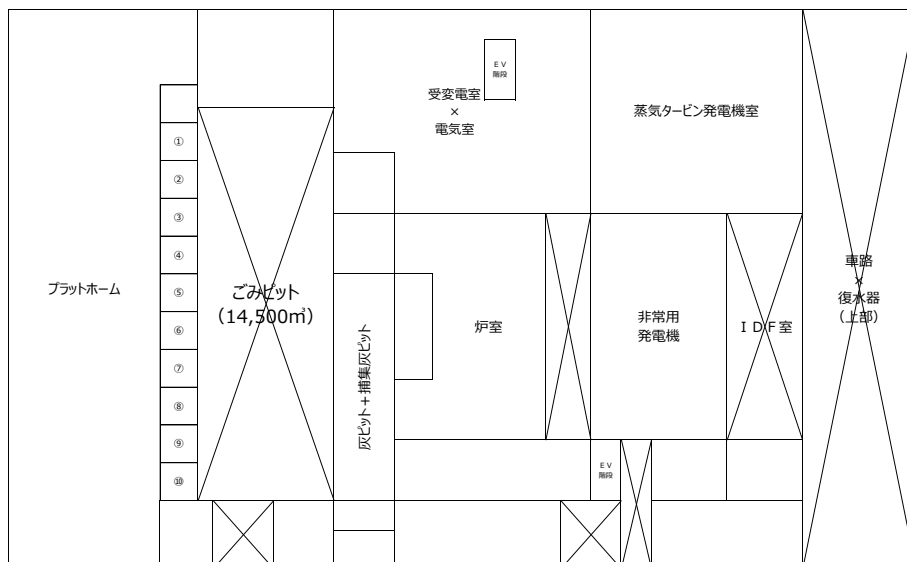 プラットホーム
①
②
③
④
⑤
⑥
⑦
⑧
⑨
⑩
ごみピット
（14,500㎥）
灰ピット＋捕集灰ピット
受変電室
×
電気室
ＥＶ
階段
蒸気タービン発電機室
炉室
非常用
発電機
ＩＤＦ室
車路
×
復水器
（上部）
ＥＶ
階段